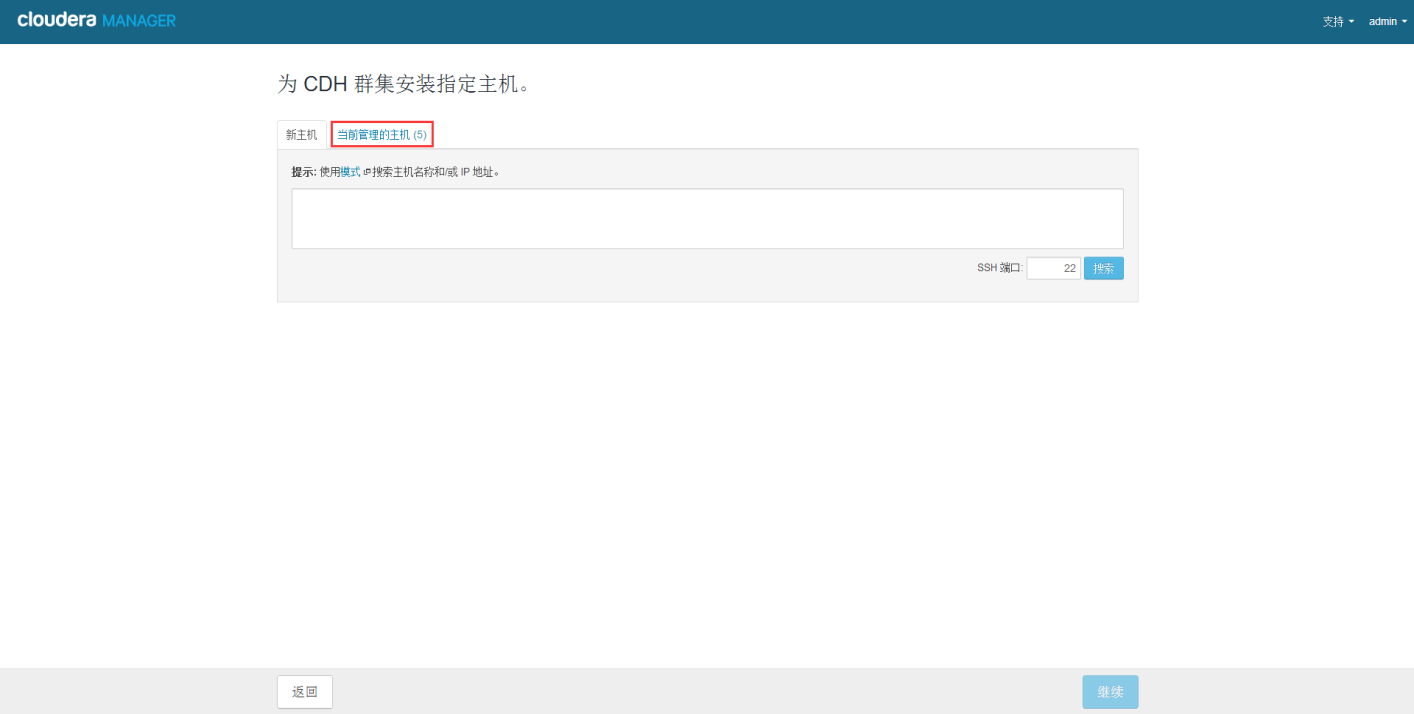 cloudera MANAGER
支持 admin
为 CDH 群集安装指定主机。
新主机 当前管理的主机 (5)
提示: 使用模式 搜索主机名称和/或 IP 地址。
SSH 端口: 22 搜索
返回 继续